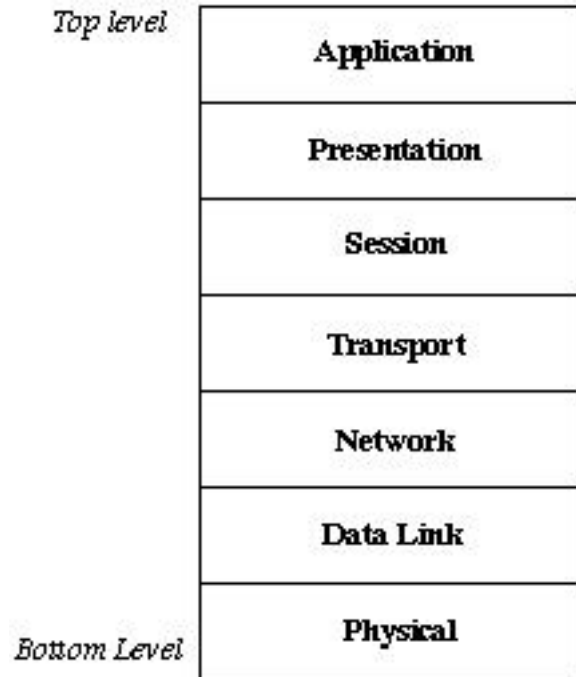 Top level
Application
Presentation
Session
Transport
Network
Data Link
Physical
Bottom Level